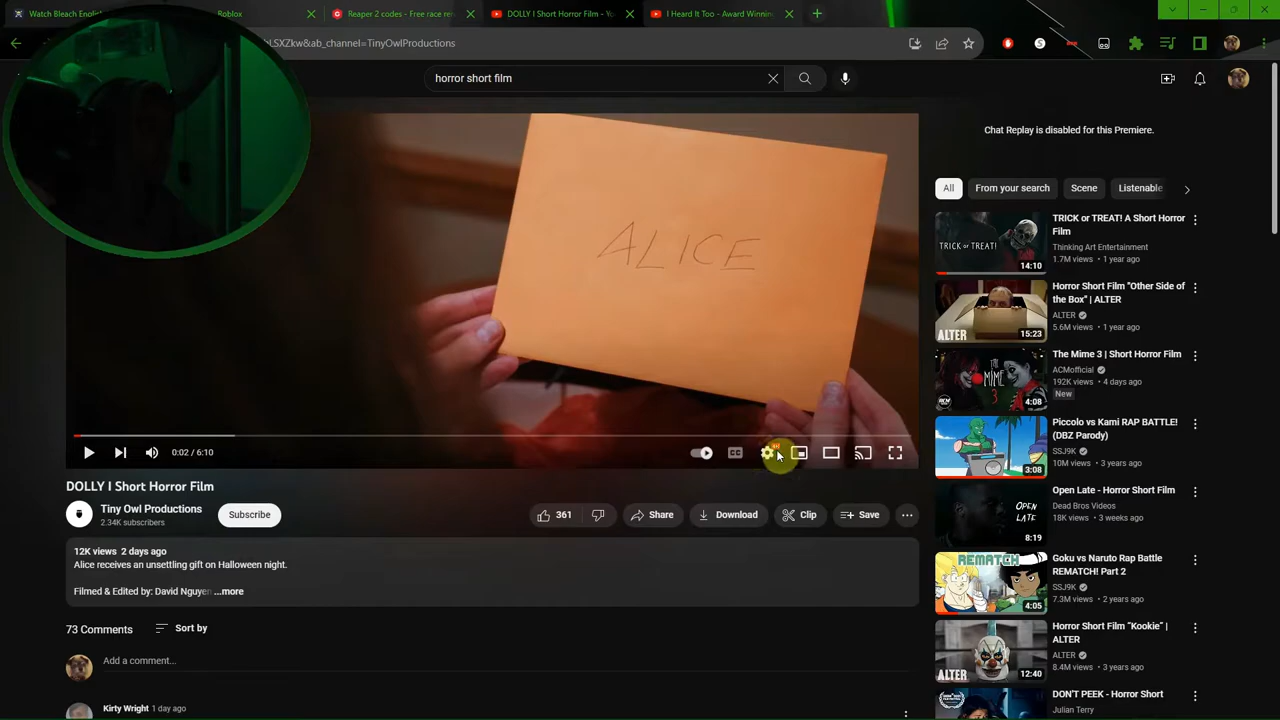 Watch Bleach Engli
Roblox
Reaper 2 codes - Free race re
DOLLY I Short Horror Film - Yo
I Heard It Too - Award Winnin
LSXZkw&ab_channel=TinyOwlProductions
horror short film
Chat Replay is disabled for this Premiere.
All
From your search
Scene
Listenable
ALICE
TRICK or TREAT!
14:10
TRICK or TREAT! A Short Horror
Film
Thinking Art Entertainment
1.7M views • 1 year ago
ALTER
15:23
Horror Short Film "Other Side of
the Box" | ALTER
ALTER
5.6M views • 1 year ago
THE MIME 3
4:08
The Mime 3 | Short Horror Film
ACMofficial
192K views • 4 days ago
New
3:08
Piccolo vs Kami RAP BATTLE!
(DBZ Parody)
SSJ9K
10M views • 3 years ago
0:02 / 6:10
CC
DOLLY I Short Horror Film
Tiny Owl Productions
2.34K subscribers
Subscribe
361
Share
Download
Clip
Save
OPEN LATE
8:19
Open Late - Horror Short Film
Dead Bros Videos
18K views • 3 weeks ago
12K views 2 days ago
Alice receives an unsettling gift on Halloween night.
Filmed & Edited by: David Nguyen ...more
REMATCH
4:05
Goku vs Naruto Rap Battle
REMATCH! Part 2
SSJ9K
7.3M views • 2 years ago
73 Comments
Sort by
Add a comment...
ALTER
12:40
Horror Short Film "Kookie" |
ALTER
ALTER
8.4M views • 3 years ago
Kirty Wright 1 day ago
DON'T PEEK - Horror Short
Julian Terry